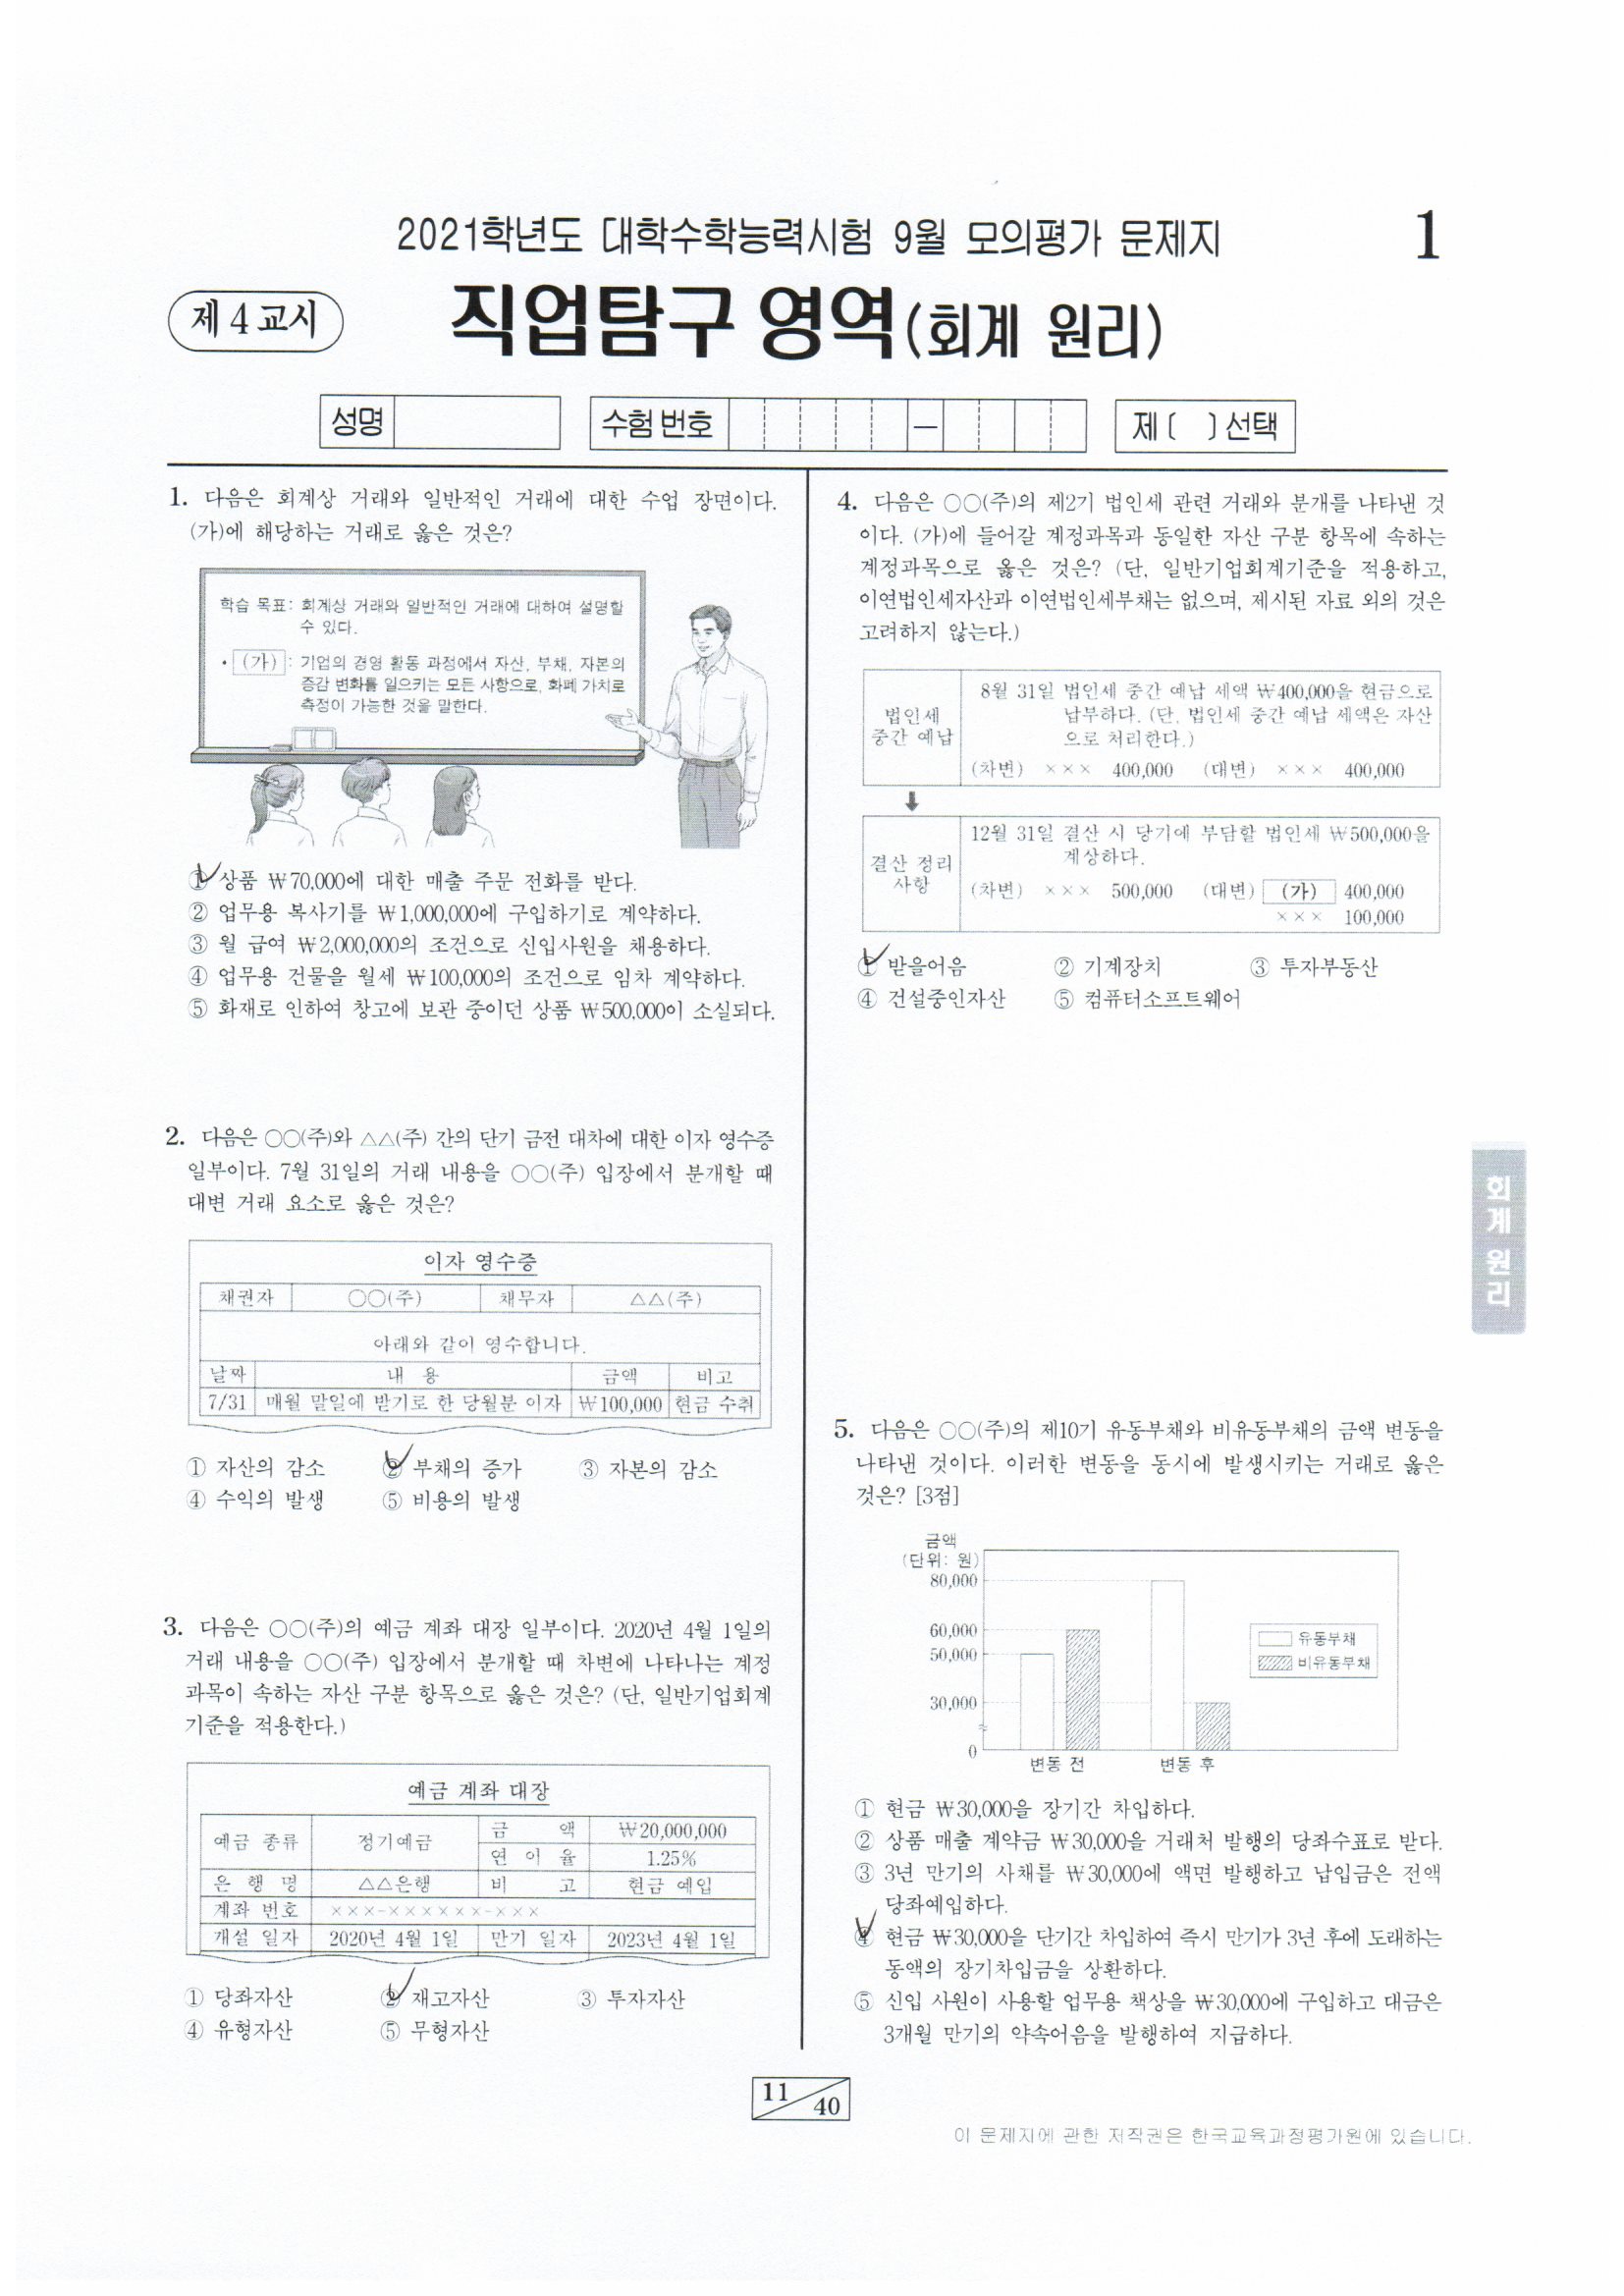 2021학년도 대학수학능력시험 9월 모의평가 문제지
1
제 4 교시
직업탐구 영역(회계 원리)
성명
수험 번호
—
제 ( ) 선택
1. 다음은 회계상 거래와 일반적인 거래에 대한 수업 장면이다.
(가)에 해당하는 거래로 옳은 것은?
학습 목표: 회계상 거래와 일반적인 거래에 대하여 설명할
수 있다.
• (가) : 기업의 경영 활동 과정에서 자산, 부채, 자본의
증감 변화를 일으키는 모든 사항으로, 화폐 가치로
측정이 가능한 것을 말한다.
① 상품 ₩70,000에 대한 매출 주문 전화를 받다.
② 업무용 복사기를 ₩1,000,000에 구입하기로 계약하다.
③ 월 급여 ₩2,000,000의 조건으로 신입사원을 채용하다.
④ 업무용 건물을 월세 ₩100,000의 조건으로 임차 계약하다.
⑤ 화재로 인하여 창고에 보관 중이던 상품 ₩500,000이 소실되다.
2. 다음은 ○○(주)와 △△(주) 간의 단기 금전 대차에 대한 이자 영수증
일부이다. 7월 31일의 거래 내용을 ○○(주) 입장에서 분개할 때
대변 거래 요소로 옳은 것은?
이자 영수증
채권자 ○○(주) 채무자 △△(주)
아래와 같이 영수합니다.
날짜 내 용 금액 비고
7/31 매월 말일에 받기로 한 당월분 이자 ₩100,000 현금 수취
① 자산의 감소 ② 부채의 증가 ③ 자본의 감소
④ 수익의 발생 ⑤ 비용의 발생
3. 다음은 ○○(주)의 예금 계좌 대장 일부이다. 2020년 4월 1일의
거래 내용을 ○○(주) 입장에서 분개할 때 차변에 나타나는 계정
과목이 속하는 자산 구분 항목으로 옳은 것은? (단, 일반기업회계
기준을 적용한다.)
예금 계좌 대장
예금 종류 정기예금 금 액 ₩20,000,000
연 이 율 1.25%
은 행 명 △△은행 비 고 현금 예입
계좌 번호 ×××-××××××-×××
개설 일자 2020년 4월 1일 만기 일자 2023년 4월 1일
① 당좌자산 ② 재고자산 ③ 투자자산
④ 유형자산 ⑤ 무형자산
4. 다음은 ○○(주)의 제2기 법인세 관련 거래와 분개를 나타낸 것
이다. (가)에 들어갈 계정과목과 동일한 자산 구분 항목에 속하는
계정과목으로 옳은 것은? (단, 일반기업회계기준을 적용하고,
이연법인세자산과 이연법인세부채는 없으며, 제시된 자료 외의 것은
고려하지 않는다.)
법인세
중간 예납
8월 31일 법인세 중간 예납 세액 ₩400,000을 현금으로
납부하다. (단, 법인세 중간 예납 세액은 자산
으로 처리한다.)
(차변) ××× 400,000 (대변) ××× 400,000
결산 정리
사항
12월 31일 결산 시 당기에 부담할 법인세 ₩500,000을
계상하다.
(차변) ××× 500,000 (대변) (가) 400,000
××× 100,000
① 받을어음 ② 기계장치 ③ 투자부동산
④ 건설중인자산 ⑤ 컴퓨터소프트웨어
5. 다음은 ○○(주)의 제10기 유동부채와 비유동부채의 금액 변동을
나타낸 것이다. 이러한 변동을 동시에 발생시키는 거래로 옳은
것은? [3점]
금액
(단위: 원)
80,000
60,000
50,000
30,000
0
변동 전 변동 후
유동부채
비유동부채
① 현금 ₩30,000을 장기간 차입하다.
② 상품 매출 계약금 ₩30,000을 거래처 발행의 당좌수표로 받다.
③ 3년 만기의 사채를 ₩30,000에 액면 발행하고 납입금은 전액
당좌예입하다.
④ 현금 ₩30,000을 단기간 차입하여 즉시 만기가 3년 후에 도래하는
동액의 장기차입금을 상환하다.
⑤ 신입 사원이 사용할 업무용 책상을 ₩30,000에 구입하고 대금은
3개월 만기의 약속어음을 발행하여 지급하다.
회계 원리
11
40
이 문제지에 관한 저작권은 한국교육과정평가원에 있습니다.